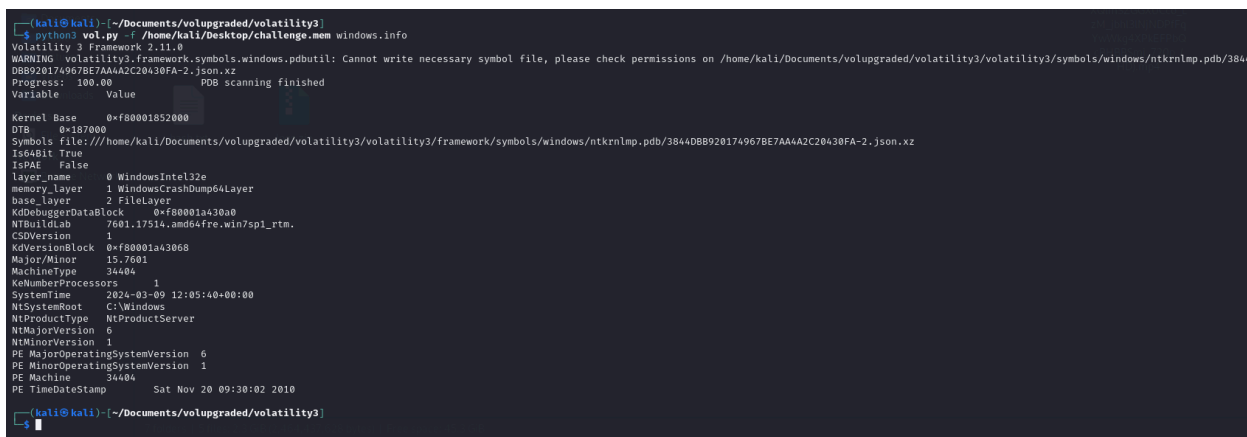 ┌──(kali㉿kali)-[~/Documents/volupgraded/volatility3]
└─$ python3 vol.py -f /home/kali/Desktop/challenge.mem windows.info
Volatility 3 Framework 2.11.0
WARNING  volatility3.framework.symbols.windows.pdbutil: Cannot write necessary symbol file, please check permissions on /home/kali/Documents/volupgraded/volatility3/volatility3/symbols/windows/ntkrnlmp.pdb/3844
DBB920174967BE7AA4A2C20430FA-2.json.xz
Progress:  100.00		PDB scanning finished
Variable	Value
Kernel Base	0×f80001852000
DTB	0×187000
Symbols	file:///home/kali/Documents/volupgraded/volatility3/volatility3/framework/symbols/windows/ntkrnlmp.pdb/3844DBB920174967BE7AA4A2C20430FA-2.json.xz
Is64Bit	True
IsPAE	False
layer_name	0 WindowsIntel32e
memory_layer	1 WindowsCrashDump64Layer
base_layer	2 FileLayer
KdDebuggerDataBlock	0×f80001a430a0
NTBuildLab	7601.17514.amd64fre.win7sp1_rtm.
CSDVersion	1
KdVersionBlock	0×f80001a43068
Major/Minor	15.7601
MachineType	34404
KeNumberProcessors	1
SystemTime	2024-03-09 12:05:40+00:00
NtSystemRoot	C:\Windows
NtProductType	NtProductServer
NtMajorVersion	6
NtMinorVersion	1
PE MajorOperatingSystemVersion	6
PE MinorOperatingSystemVersion	1
PE Machine	34404
PE TimeDateStamp	Sat Nov 20 09:30:02 2010
┌──(kali㉿kali)-[~/Documents/volupgraded/volatility3]
└─$